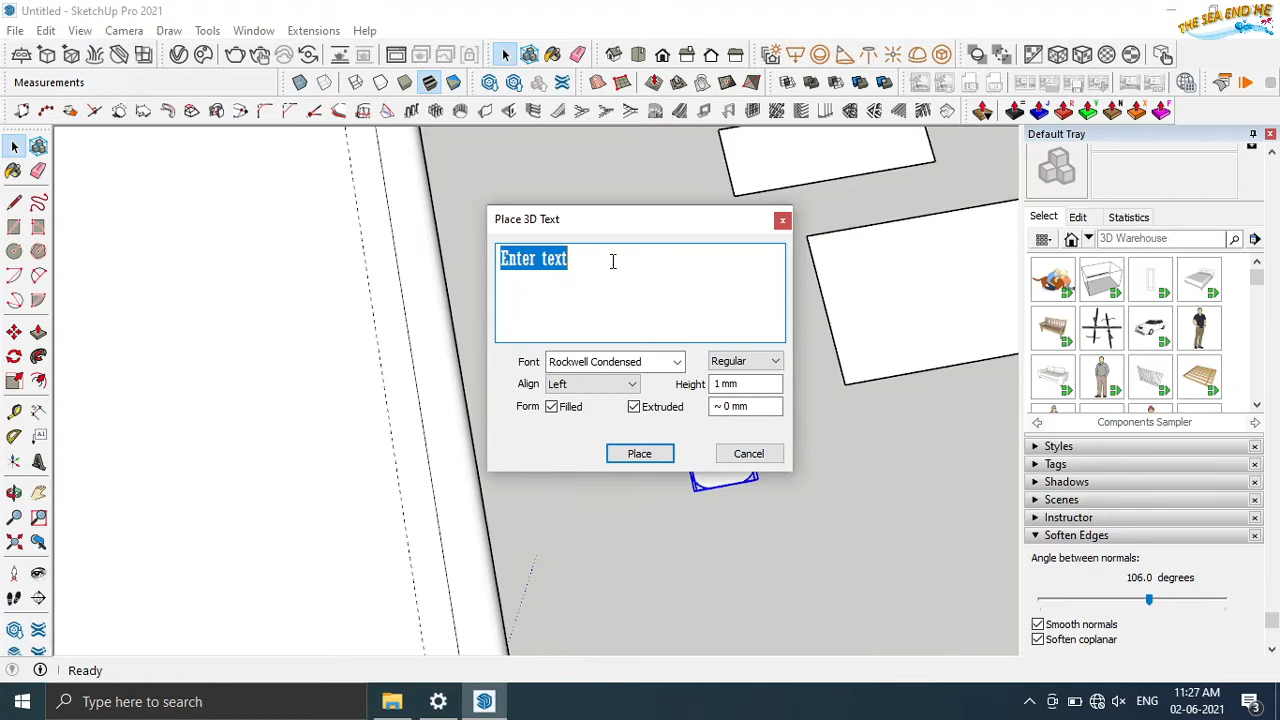 Untitled - SketchUp Pro 2021
THE SEA END HE
File Edit View Camera Draw Tools Window Extensions Help
Measurements
Default Tray
Place 3D Text
Enter text
Select Edit Statistics
3D Warehouse
Font Rockwell Condensed Regular
Align Left Height 1 mm
Form Filled Extruded ~ 0 mm
Place Cancel
Components Sampler
Styles
Tags
Shadows
Scenes
Instructor
Soften Edges
Angle between normals:
106.0 degrees
Smooth normals
Soften coplanar
Ready
Type here to search
ENG
11:27 AM
02-06-2021
3